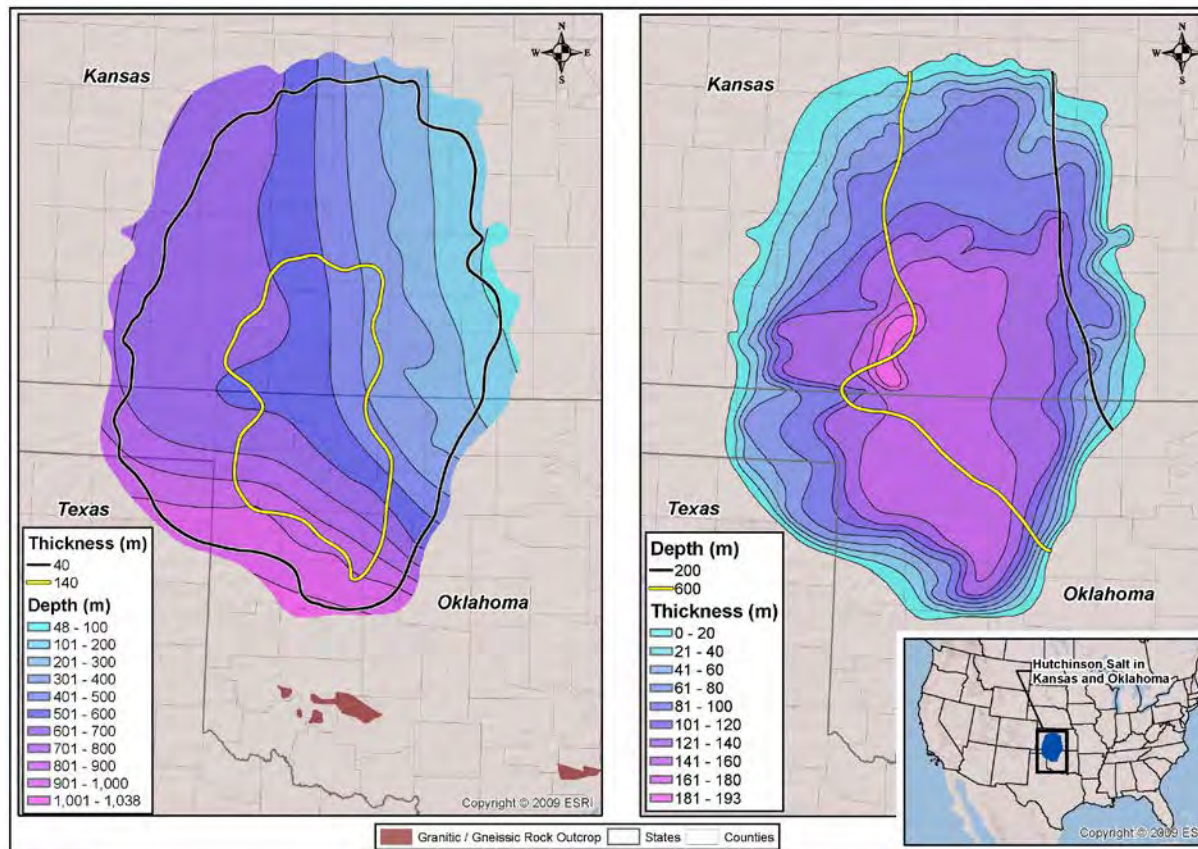 N
W E
S
Kansas
Texas
Oklahoma
Thickness (m)
40
140
Depth (m)
48 - 100
101 - 200
201 - 300
301 - 400
401 - 500
501 - 600
601 - 700
701 - 800
801 - 900
901 - 1,000
1,001 - 1,038
Copyright © 2009 ESRI
N
W E
S
Kansas
Texas
Oklahoma
Depth (m)
200
600
Thickness (m)
0 - 20
21 - 40
41 - 60
61 - 80
81 - 100
101 - 120
121 - 140
141 - 160
161 - 180
181 - 193
Hutchinson Salt in
Kansas and Oklahoma
Copyright © 2009 ES
Granitic / Gneissic Rock Outcrop States Counties